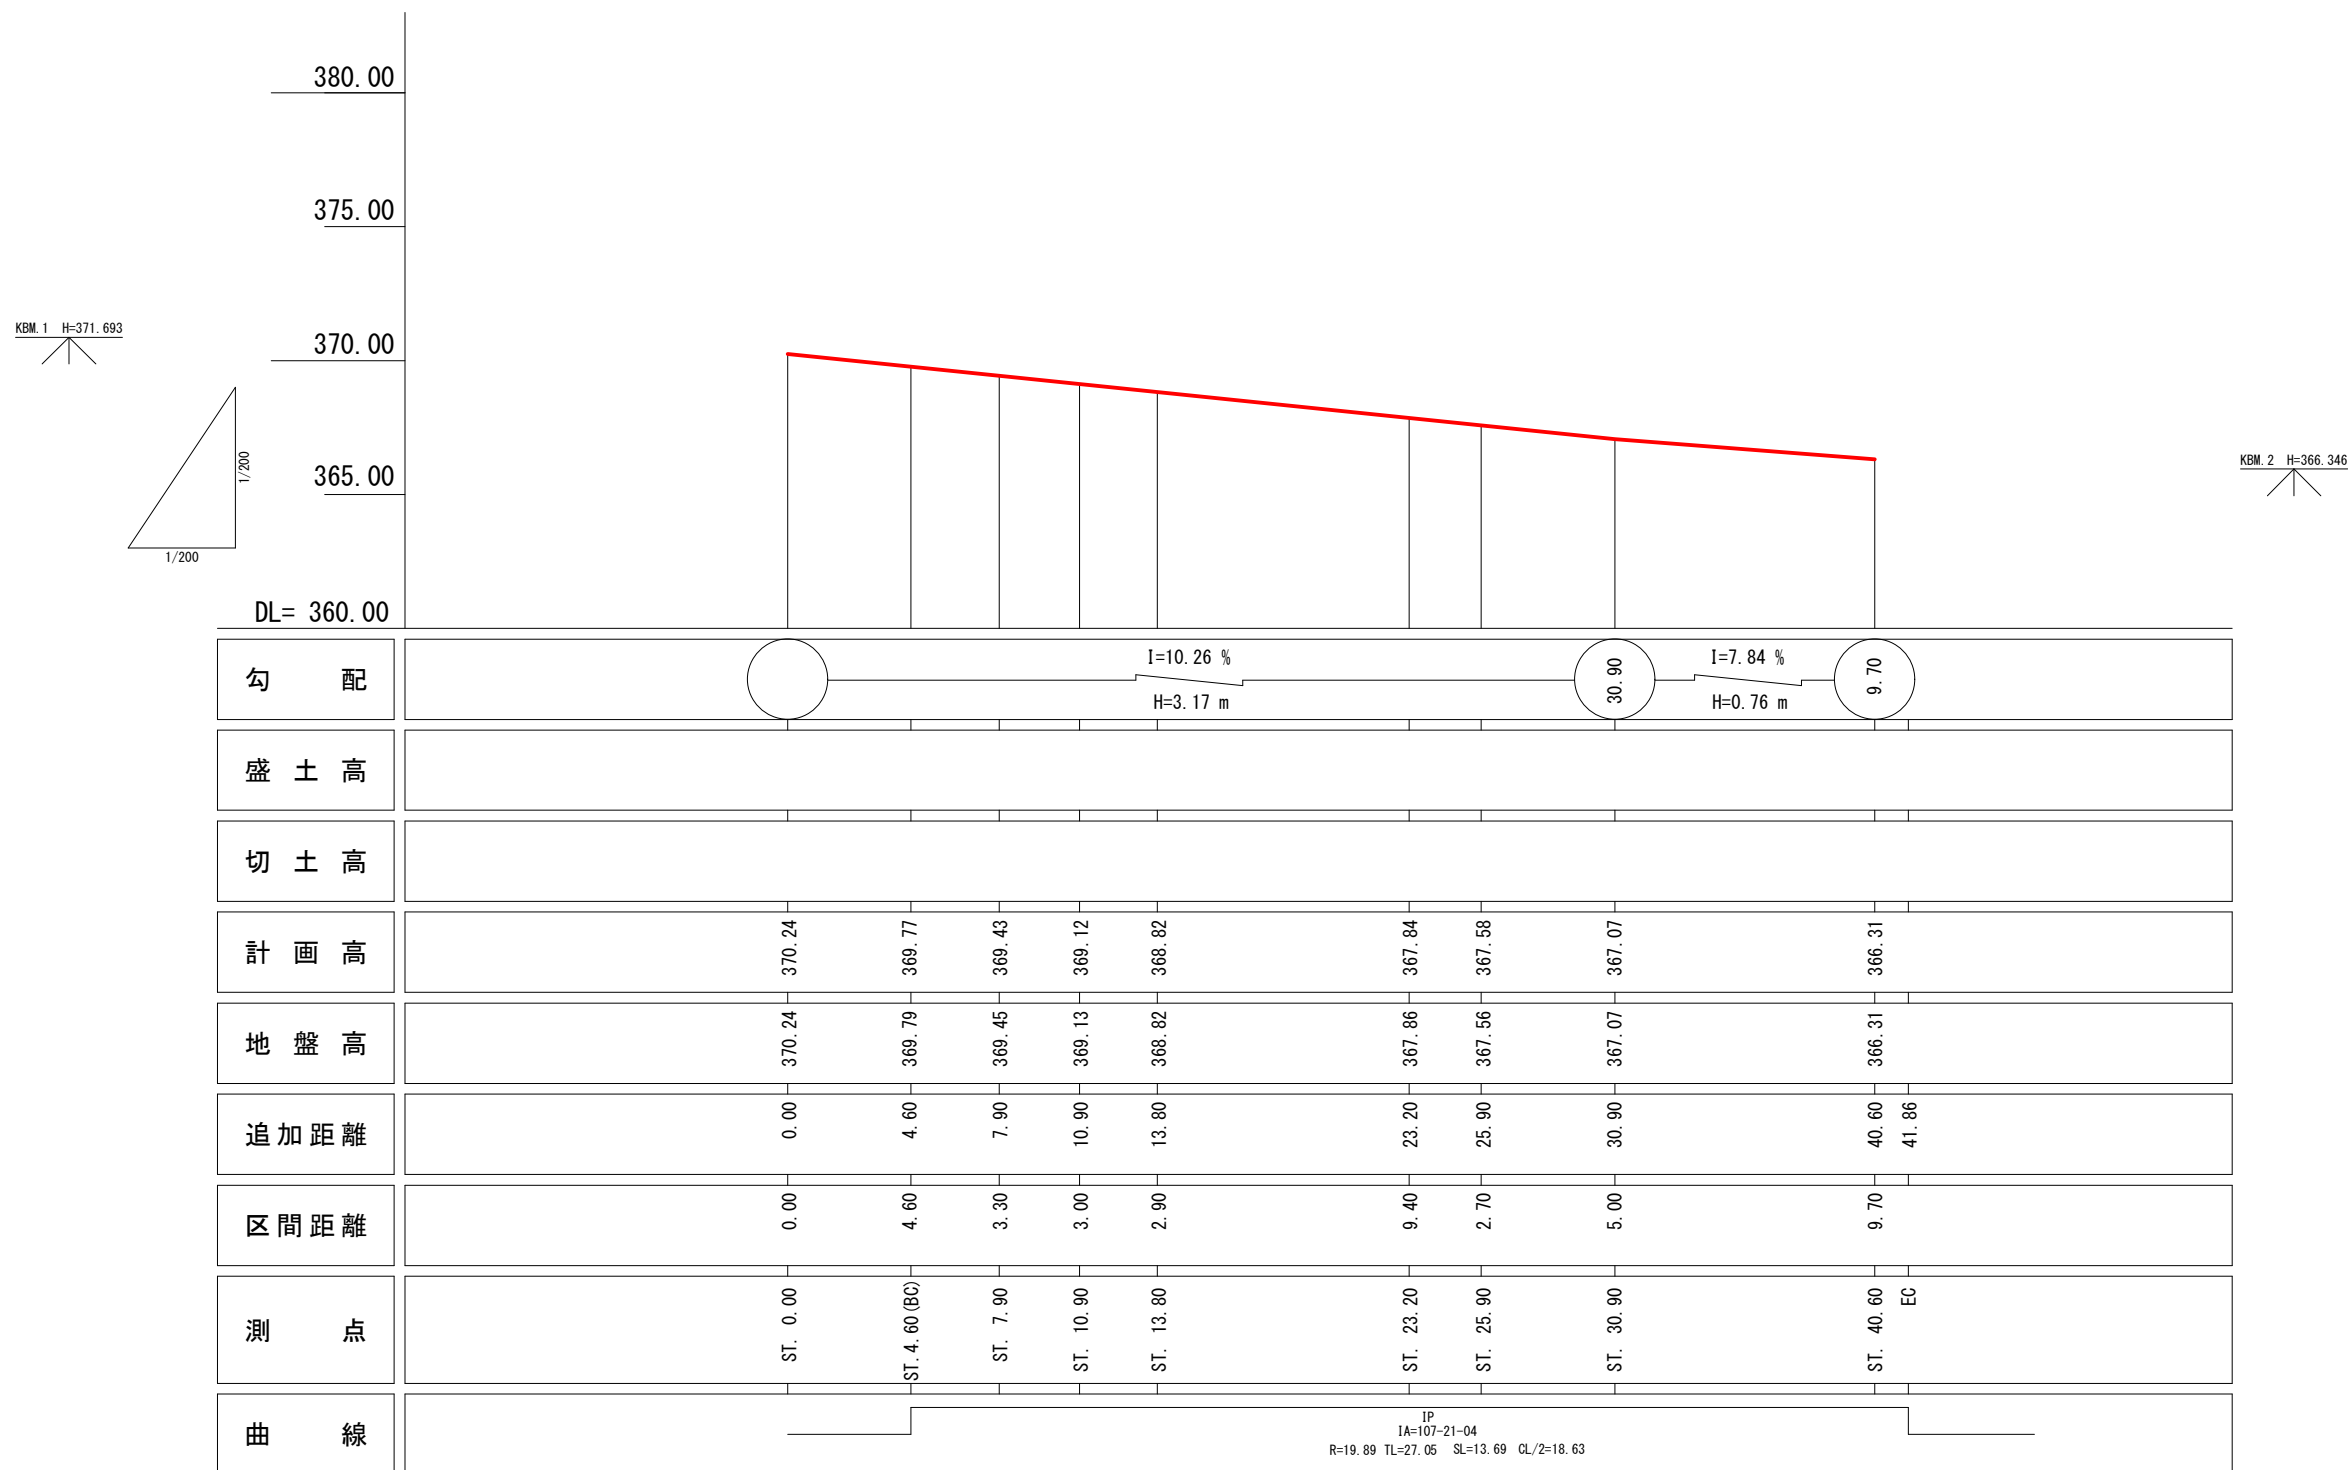 380.00
375.00
KBM.1 H=371.693
370.00
1/200
365.00
KBM.2 H=366.346
1/200
DL= 360.00
勾 配
I=10.26 %
H=3.17 m
30.90
I=7.84 %
H=0.76 m
9.70
盛 土 高
切 土 高
計 画 高
370.24
369.77
369.43
369.12
368.82
367.84
367.58
367.07
366.31
地 盤 高
370.24
369.79
369.45
369.13
368.82
367.86
367.56
367.07
366.31
追加距離
0.00
4.60
7.90
10.90
13.80
23.20
25.90
30.90
40.60
41.86
区間距離
0.00
4.60
3.30
3.00
2.90
9.40
2.70
5.00
9.70
測 点
ST. 0.00
ST.4.60(BC)
ST. 7.90
ST. 10.90
ST. 13.80
ST. 23.20
ST. 25.90
ST. 30.90
ST. 40.60
EC
曲 線
IP
IA=107-21-04
R=19.89 TL=27.05 SL=13.69 CL/2=18.63